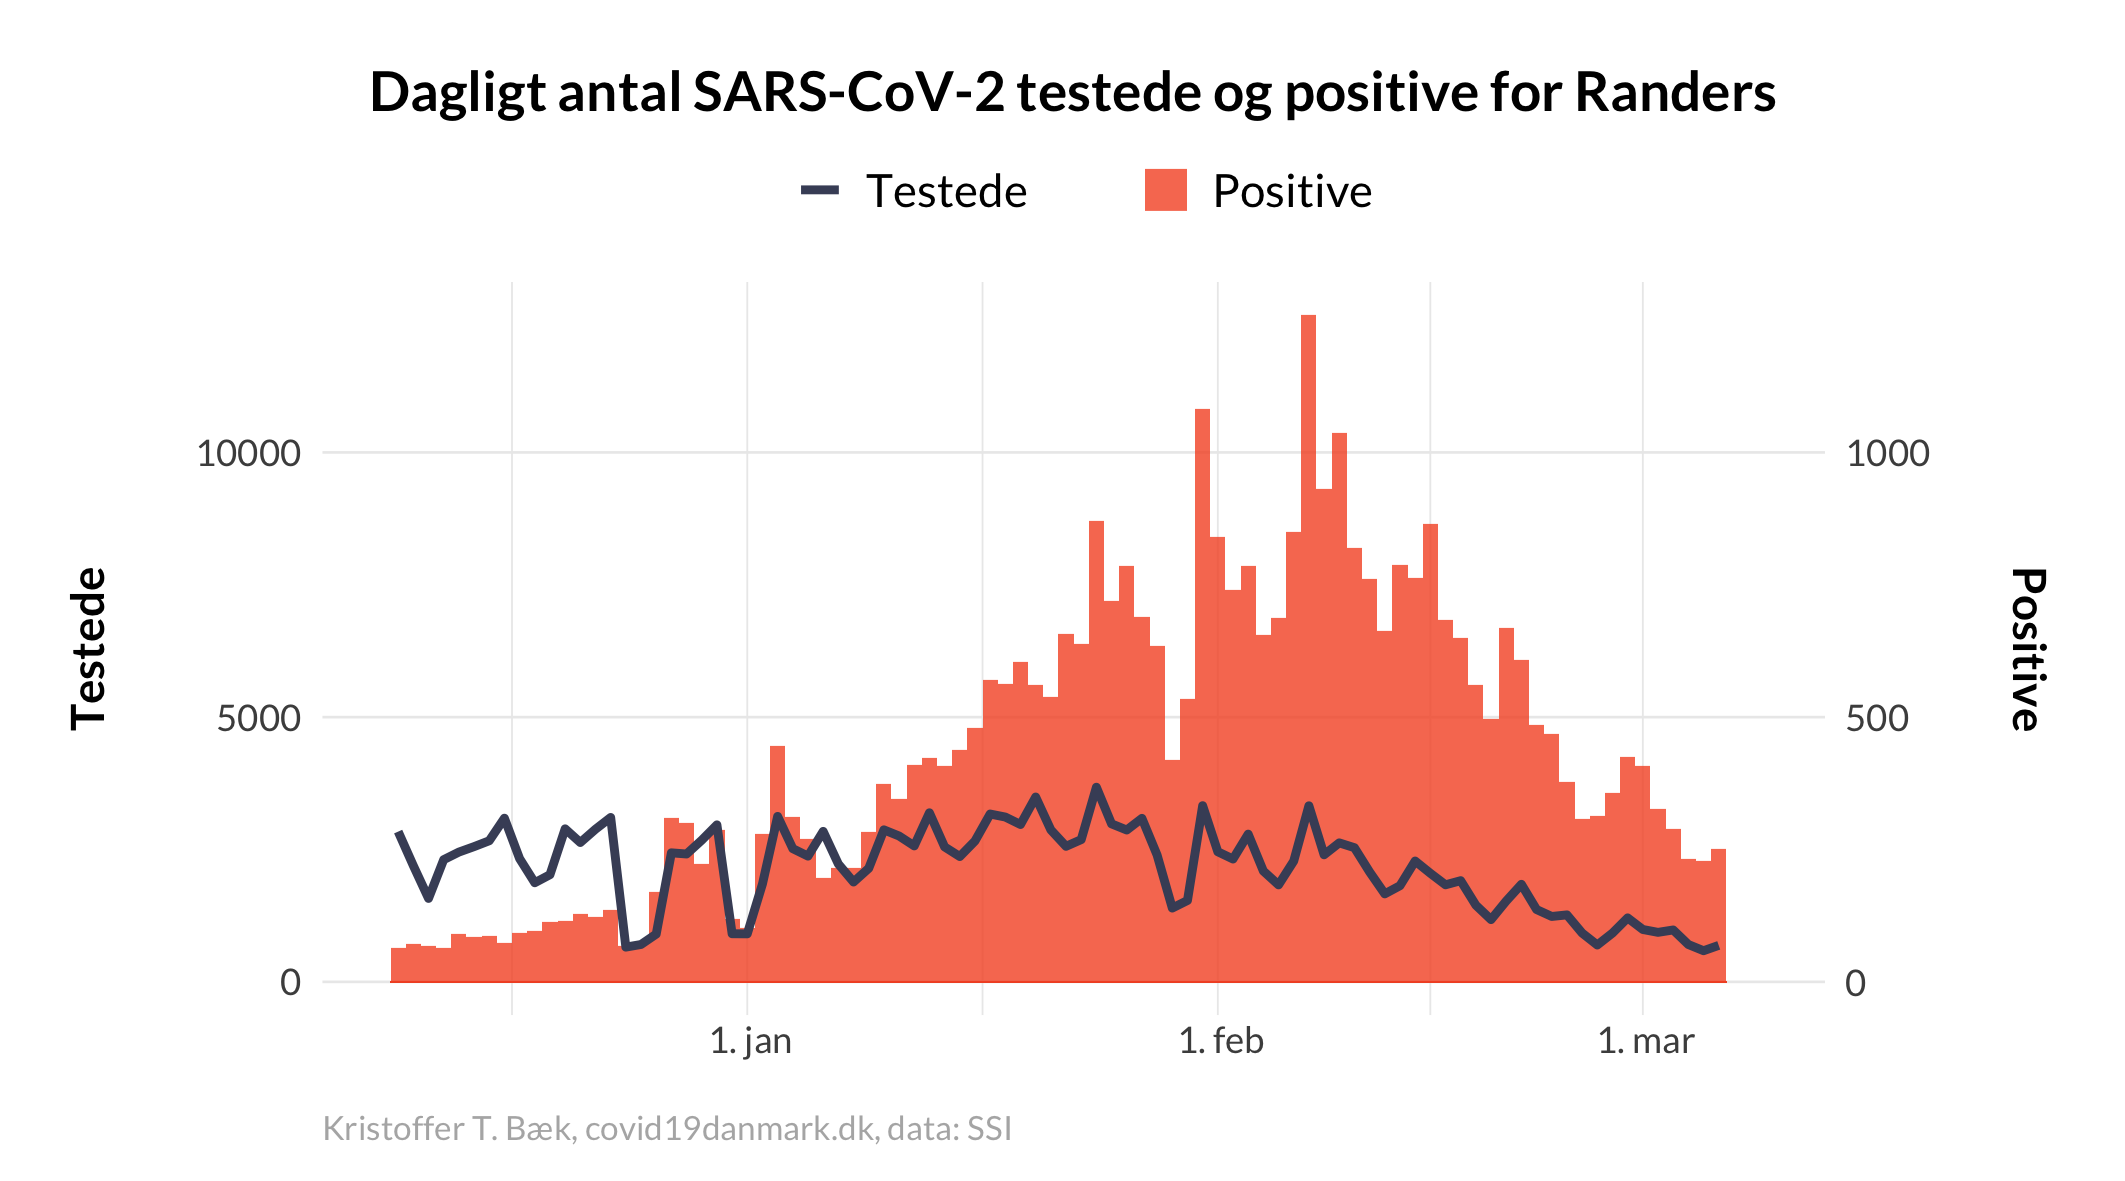 Dagligt antal SARS-CoV-2 testede og positive for Randers
Testede
Positive
10000
5000
0
1000
500
0
Testede
Positive
1. jan
1. feb
1. mar
Kristoffer T. Bæk, covid19danmark.dk, data: SSI